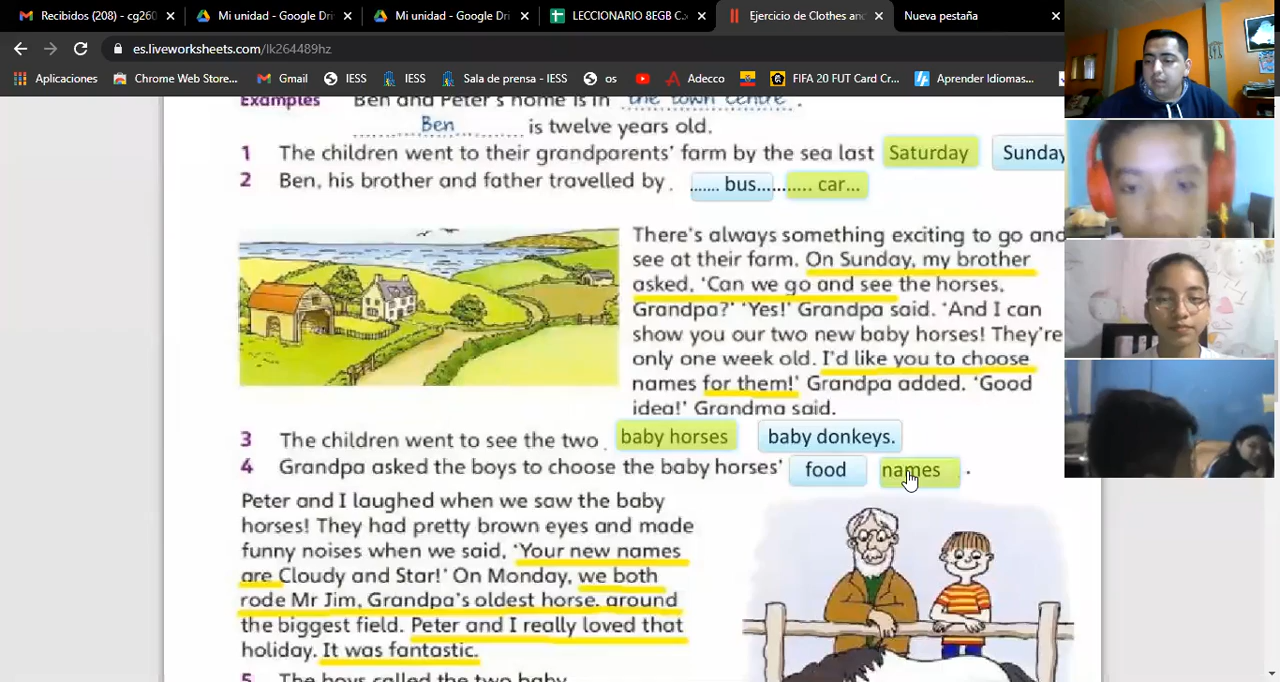 Recibidos (208) - cg260
Mi unidad - Google Dri
Mi unidad - Google Dri
LECCIONARIO 8EGB C.
Ejercicio de Clothes an
Nueva pestaña
es.liveworksheets.com/lk264489hz
Aplicaciones
Chrome Web Store...
Gmail
IESS
IESS
Sala de prensa - IESS
os
Adecco
FIFA 20 FUT Card Cr...
Aprender Idiomas...
Examples Ben and Peter's home is in the town centre .
Ben is twelve years old.
1 The children went to their grandparents' farm by the sea last Saturday Sunday
2 Ben, his brother and father travelled by . ....... bus........... car...
There's always something exciting to go and
see at their farm. On Sunday, my brother
asked, 'Can we go and see the horses,
Grandpa?' 'Yes!' Grandpa said. 'And I can
show you our two new baby horses! They're
only one week old. I'd like you to choose
names for them!' Grandpa added. 'Good
idea!' Grandma said.
3 The children went to see the two . baby horses baby donkeys.
4 Grandpa asked the boys to choose the baby horses' food names .
Peter and I laughed when we saw the baby
horses! They had pretty brown eyes and made
funny noises when we said, 'Your new names
are Cloudy and Star!' On Monday, we both
rode Mr Jim, Grandpa's oldest horse, around
the biggest field. Peter and I really loved that
holiday. It was fantastic.
5 The boys called the two baby